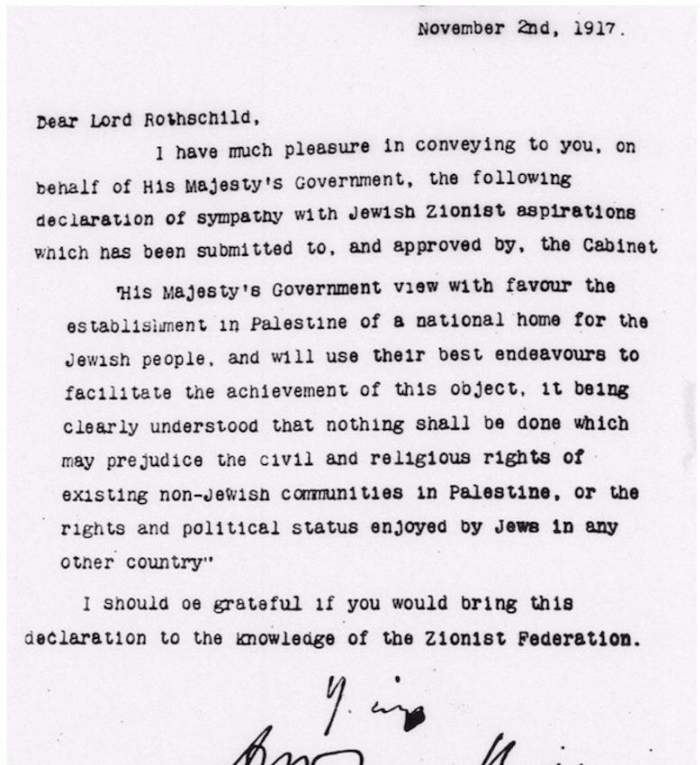 November 2nd, 1917.
Dear Lord Rothschild,
I have much pleasure in conveying to you, on
behalf of His Majesty's Government, the following
declaration of sympathy with Jewish Zionist aspirations
which has been submitted to, and approved by, the Cabinet
"His Majesty's Government view with favour the
establishment in Palestine of a national home for the
Jewish people, and will use their best endeavours to
facilitate the achievement of this object, it being
clearly understood that nothing shall be done which
may prejudice the civil and religious rights of
existing non-Jewish communities in Palestine, or the
rights and political status enjoyed by Jews in any
other country"
I should be grateful if you would bring this
declaration to the knowledge of the Zionist Federation.